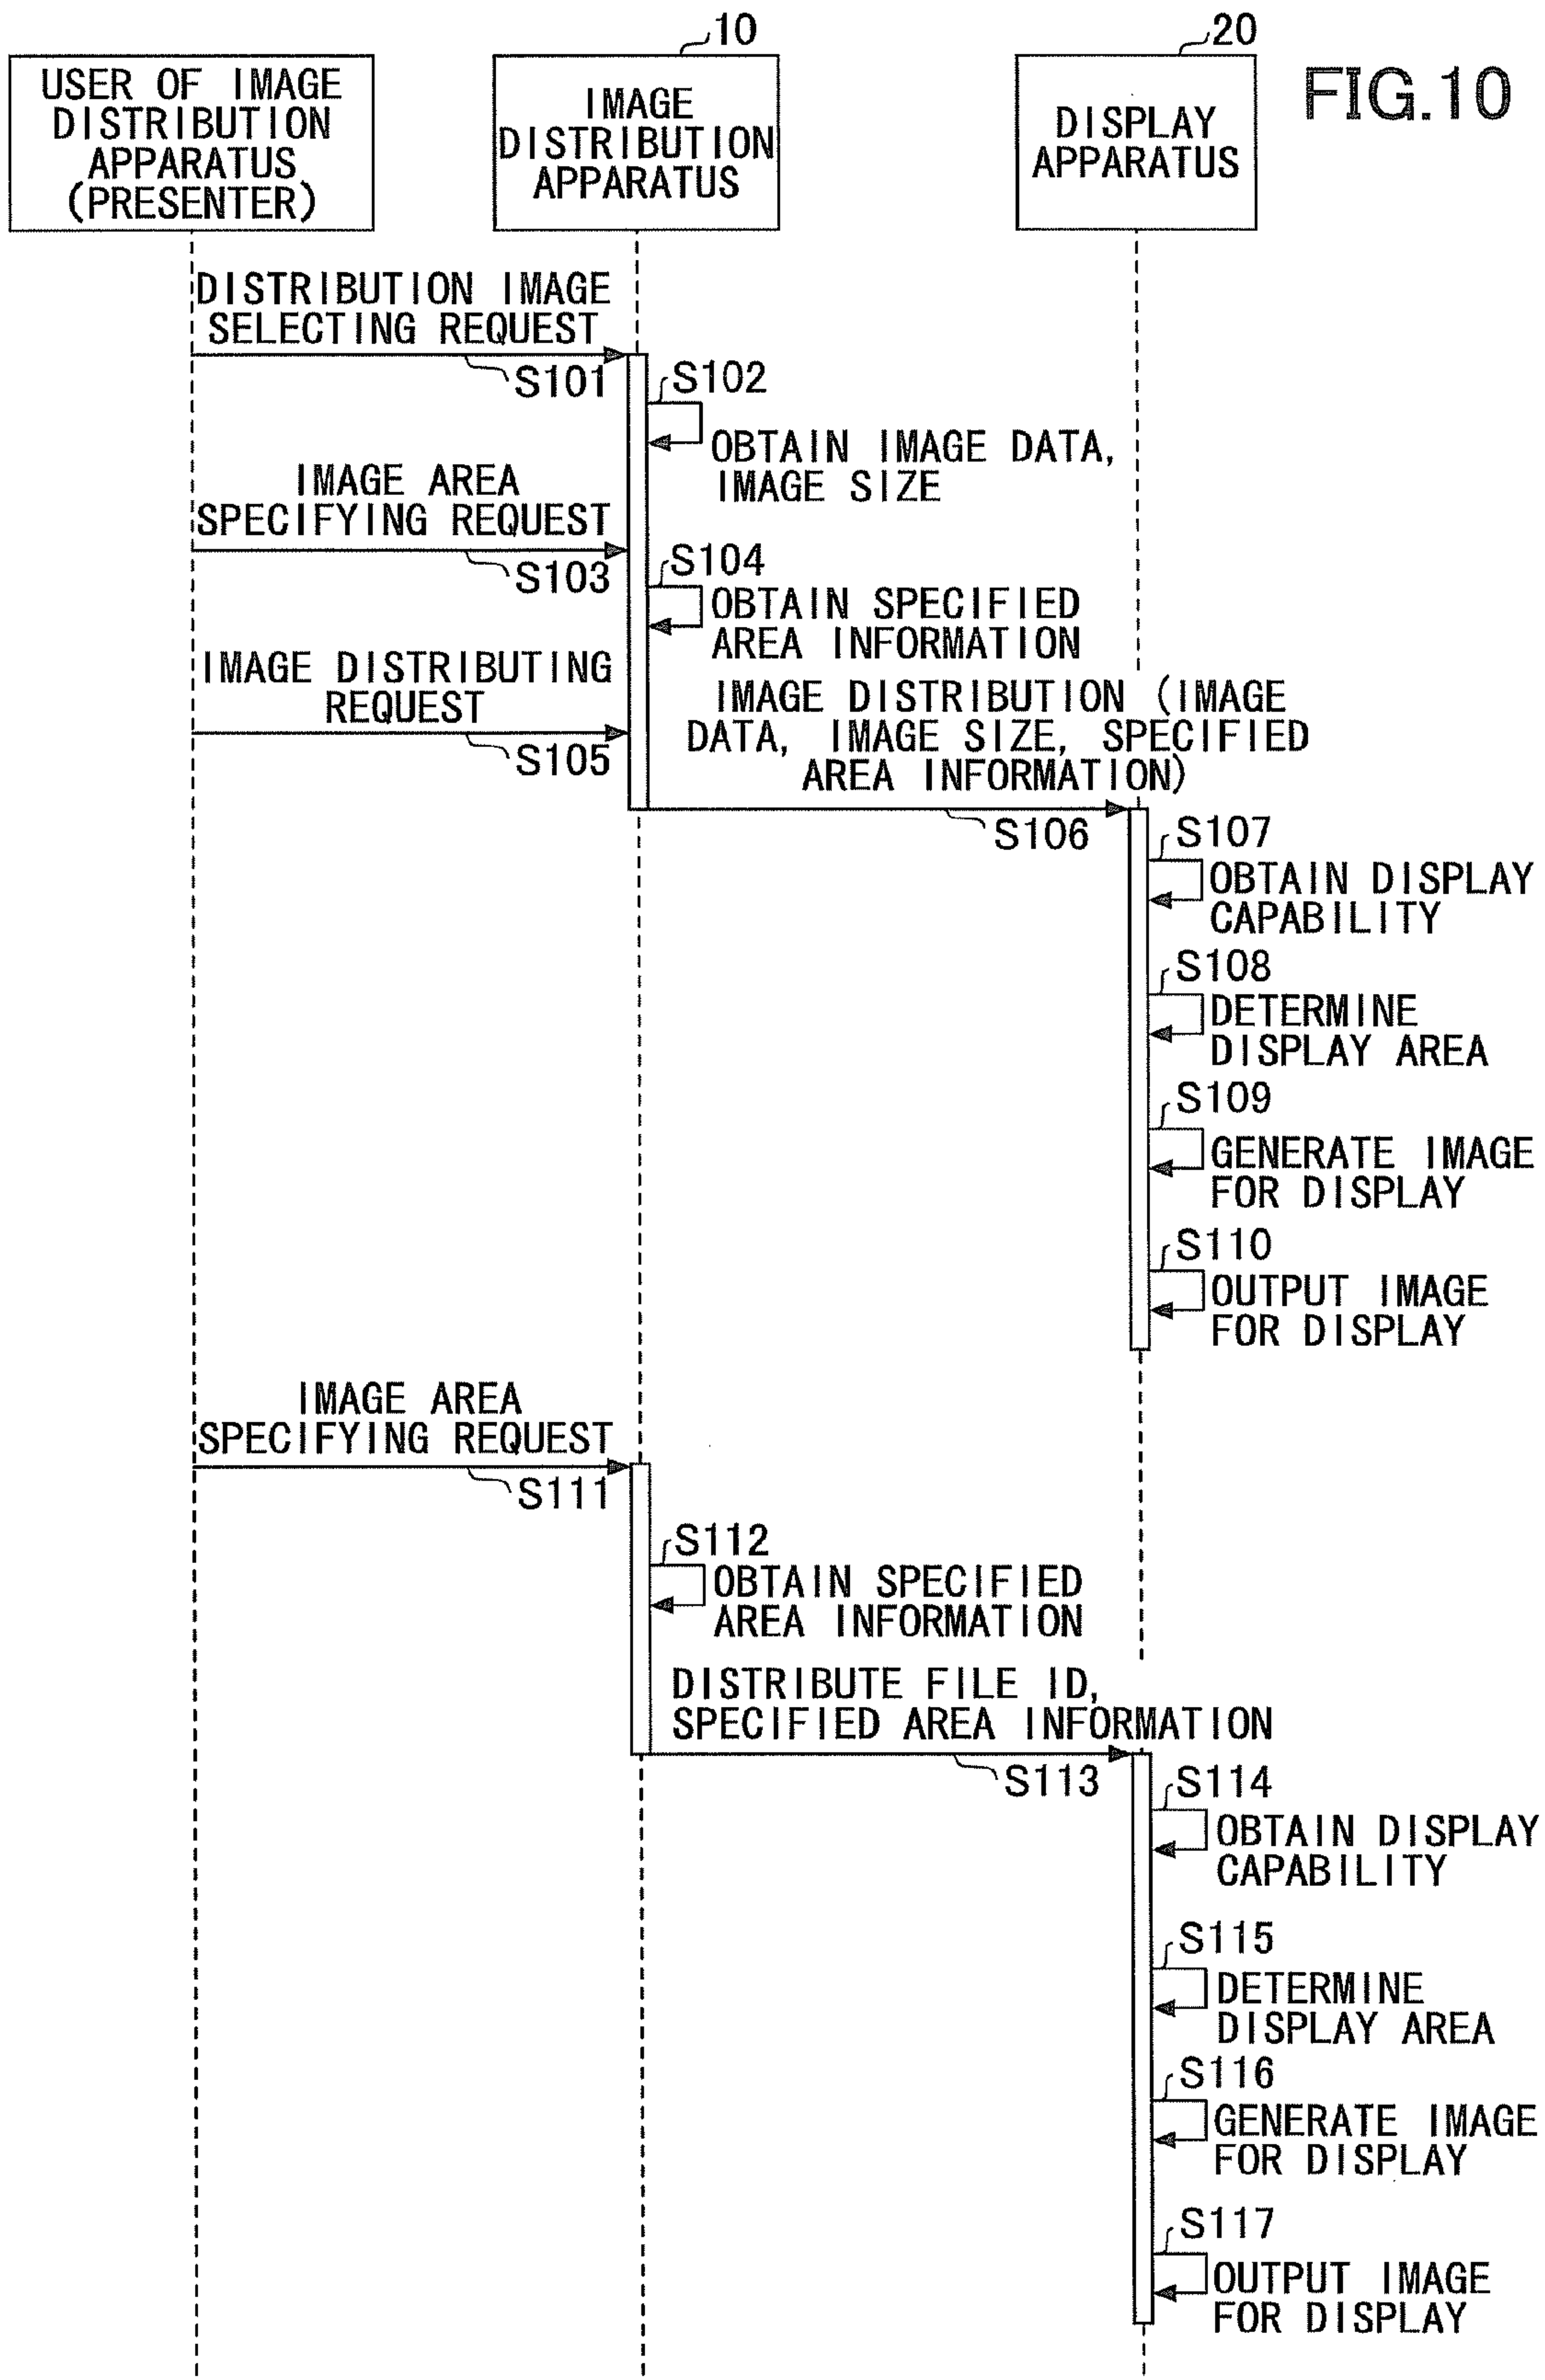 10
20
FIG.10
USER OF IMAGE
DISTRIBUTION
APPARATUS
(PRESENTER)
IMAGE
DISTRIBUTION
APPARATUS
DISPLAY
APPARATUS
DISTRIBUTION IMAGE
SELECTING REQUEST
S101
S102
OBTAIN IMAGE DATA,
IMAGE SIZE
IMAGE AREA
SPECIFYING REQUEST
S103
S104
OBTAIN SPECIFIED
AREA INFORMATION
IMAGE DISTRIBUTING
REQUEST
S105
IMAGE DISTRIBUTION (IMAGE
DATA, IMAGE SIZE, SPECIFIED
AREA INFORMATION)
S106
S107
OBTAIN DISPLAY
CAPABILITY
S108
DETERMINE
DISPLAY AREA
S109
GENERATE IMAGE
FOR DISPLAY
S110
OUTPUT IMAGE
FOR DISPLAY
IMAGE AREA
SPECIFYING REQUEST
S111
S112
OBTAIN SPECIFIED
AREA INFORMATION
DISTRIBUTE FILE ID,
SPECIFIED AREA INFORMATION
S113
S114
OBTAIN DISPLAY
CAPABILITY
S115
DETERMINE
DISPLAY AREA
S116
GENERATE IMAGE
FOR DISPLAY
S117
OUTPUT IMAGE
FOR DISPLAY